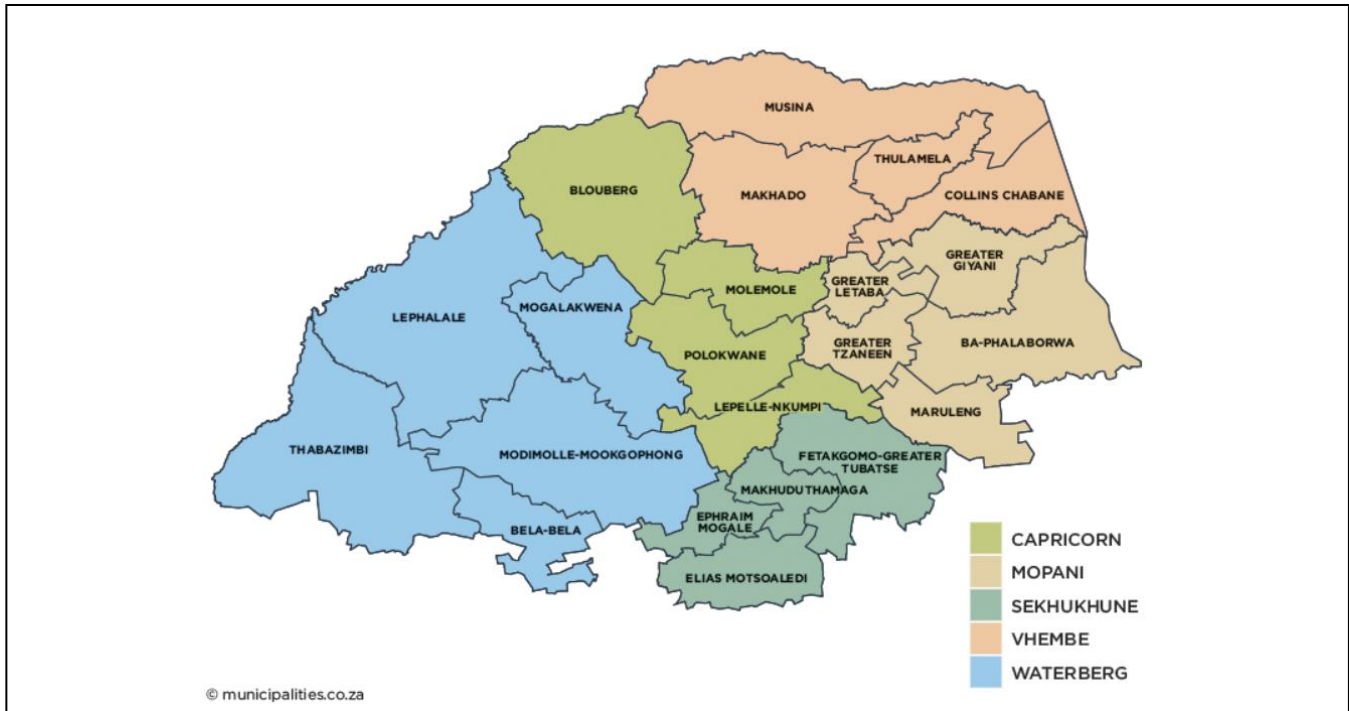 MUSINA
THULAMELA
BLOUBERG
MAKHADO
COLLINS CHABANE
GREATER
GIYANI
MOLEMOLE
GREATER
LETABA
MOGALAKWENA
LEPHALALE
POLOKWANE
GREATER
TZANEEN
BA-PHALABORWA
LEPELLE-NKUMPI
MARULENG
THABAZIMBI
MODIMOLLE-MOOKGOPHONG
FETAKGOMO-GREATER
TUBATSE
MAKHUDUTHAMAGA
EPHRAIM
MOGALE
BELA-BELA
ELIAS MOTSOALEDI
CAPRICORN
MOPANI
SEKHUKHUNE
VHEMBE
WATERBERG
© municipalities.co.za